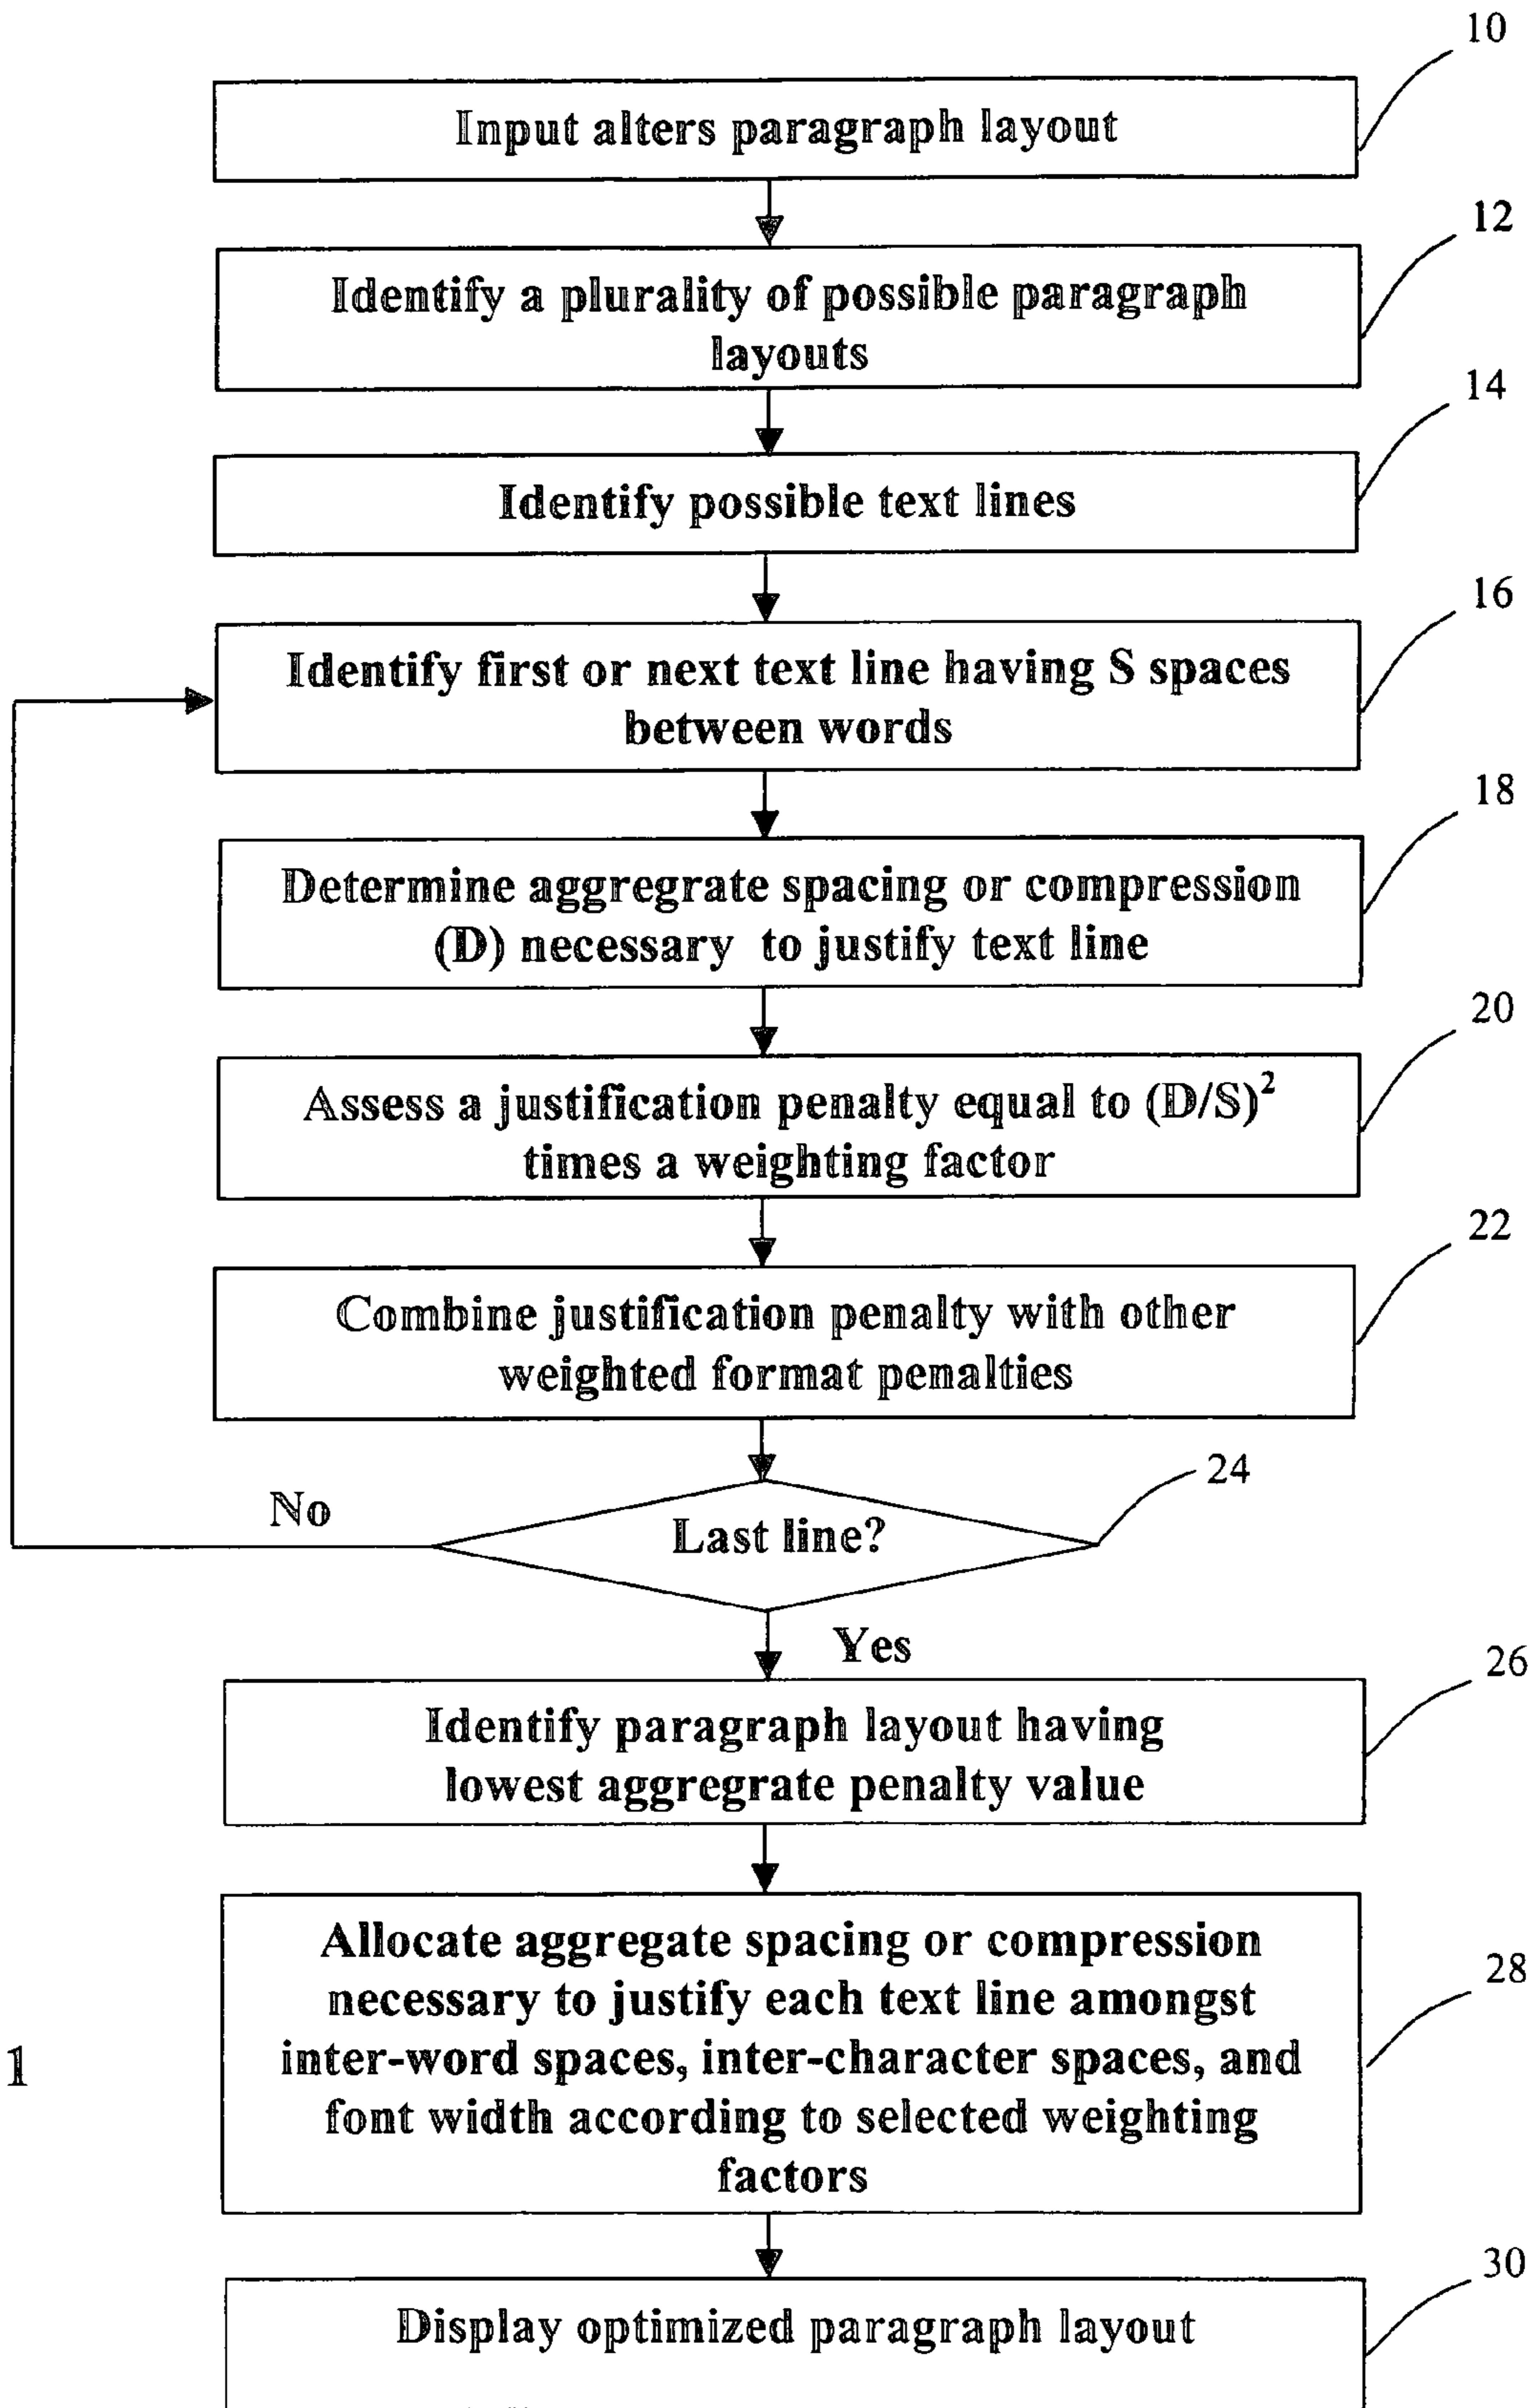 10
Input alters paragraph layout
12
Identify a plurality of possible paragraph
layouts
14
Identify possible text lines
16
Identify first or next text line having S spaces
between words
18
Determine aggregrate spacing or compression
(D) necessary to justify text line
20
Assess a justification penalty equal to (D/S)²
times a weighting factor
22
Combine justification penalty with other
weighted format penalties
24
Last line?
No
Yes
26
Identify paragraph layout having
lowest aggregrate penalty value
28
Allocate aggregate spacing or compression
necessary to justify each text line amongst
inter-word spaces, inter-character spaces, and
font width according to selected weighting
factors
1
30
Display optimized paragraph layout